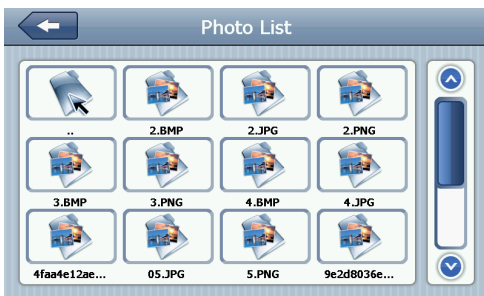 Photo List
..
2.BMP
2.JPG
2.PNG
3.BMP
3.PNG
4.BMP
4.JPG
4faa4e12ae...
05.JPG
5.PNG
9e2d8036e...